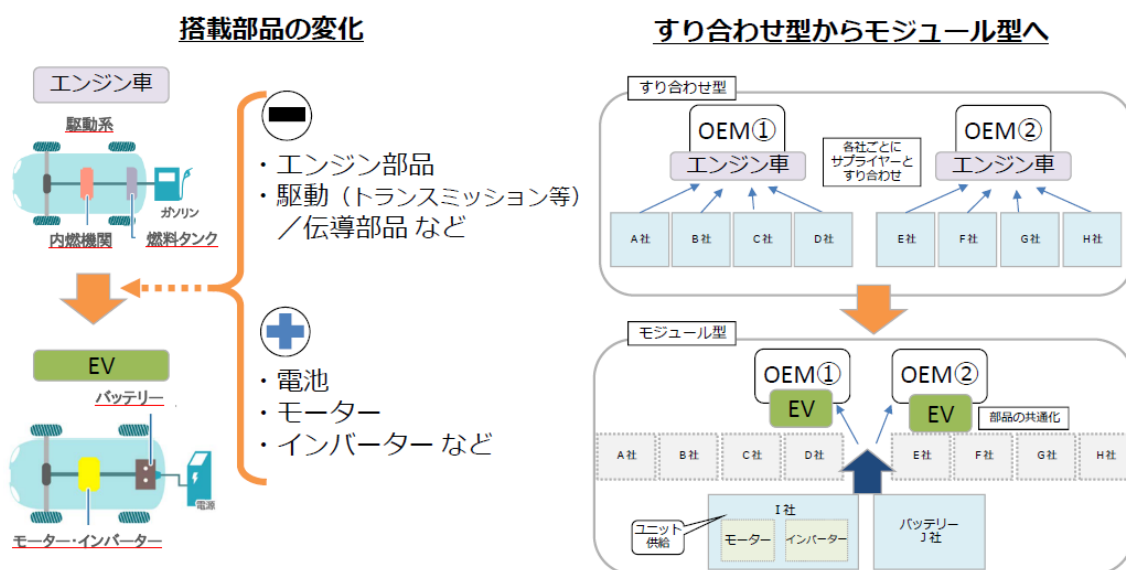 搭載部品の変化
エンジン車
駆動系
ガソリン
内燃機関
燃料タンク
・エンジン部品
・駆動（トランスミッション等）
／伝導部品 など
EV
バッテリー
電源
モーター・インバーター
・電池
・モーター
・インバーター など
すり合わせ型からモジュール型へ
すり合わせ型
OEM①
エンジン車
各社ごとに
サプライヤーと
すり合わせ
OEM②
エンジン車
A社
B社
C社
D社
E社
F社
G社
H社
モジュール型
OEM①
EV
OEM②
EV
部品の共通化
A社
B社
C社
D社
E社
F社
G社
H社
I社
ユニット
供給
モーター
インバーター
バッテリー
J社